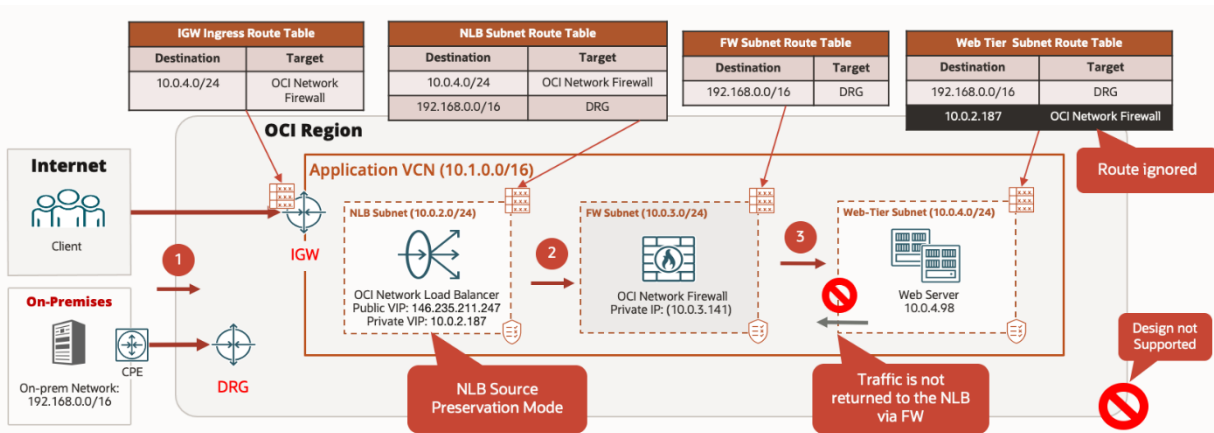 IGW Ingress Route Table
Destination Target
10.0.4.0/24 OCI Network
Firewall
NLB Subnet Route Table
Destination Target
10.0.4.0/24 OCI Network Firewall
192.168.0.0/16 DRG
FW Subnet Route Table
Destination Target
192.168.0.0/16 DRG
Web Tier Subnet Route Table
Destination Target
192.168.0.0/16 DRG
10.0.2.187 OCI Network Firewall
Route ignored
OCI Region
Internet
Client
Application VCN (10.1.0.0/16)
IGW
1
NLB Subnet (10.0.2.0/24)
OCI Network Load Balancer
Public VIP: 146.235.211.247
Private VIP: 10.0.2.187
2
FW Subnet (10.0.3.0/24)
OCI Network Firewall
Private IP: (10.0.3.141)
3
Web-Tier Subnet (10.0.4.0/24)
Web Server
10.0.4.98
On-Premises
CPE
On-prem Network:
192.168.0.0/16
DRG
NLB Source
Preservation Mode
Traffic is not
returned to the NLB
via FW
Design not
Supported